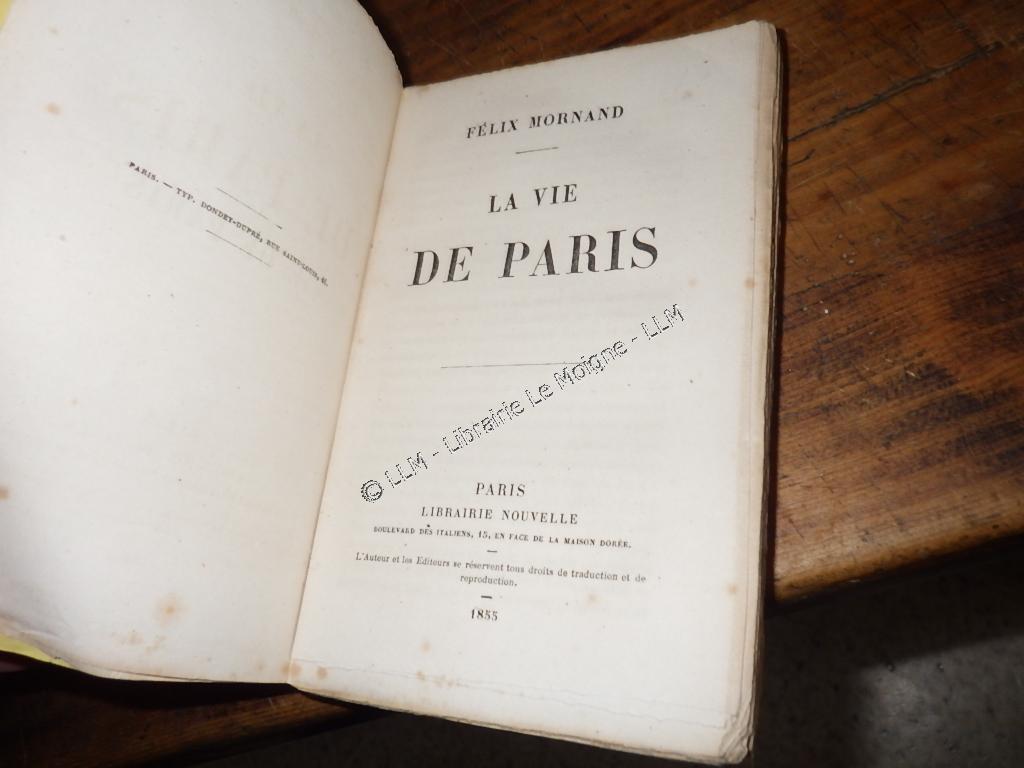 PARIS. — TYP. DONDEY-DUPRÉ, RUE SAINT-LOUIS, 46.
FÉLIX MORNAND
LA VIE
DE PARIS
© LLM - Librairie Le Moigne - LLM
PARIS
LIBRAIRIE NOUVELLE
BOULEVARD DES ITALIENS, 15, EN FACE DE LA MAISON DORÉE.
L'Auteur et les Editeurs se réservent tous droits de traduction et de
reproduction.
1855